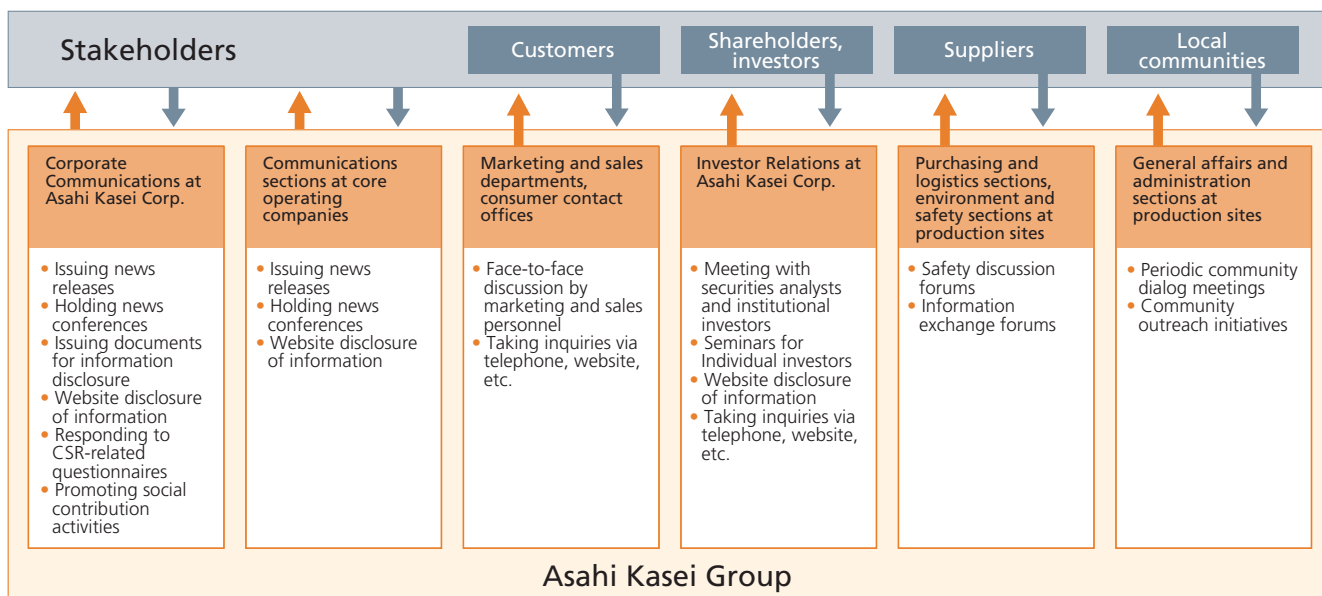 Stakeholders
Customers
Shareholders,
investors
Suppliers
Local
communities
Corporate
Communications at
Asahi Kasei Corp.
• Issuing news
releases
• Holding news
conferences
• Issuing documents
for information
disclosure
• Website disclosure
of information
• Responding to
CSR-related
questionnaires
• Promoting social
contribution
activities
Communications
sections at core
operating
companies
• Issuing news
releases
• Holding news
conferences
• Website disclosure
of information
Marketing and sales
departments,
consumer contact
offices
• Face-to-face
discussion by
marketing and sales
personnel
• Taking inquiries via
telephone, website,
etc.
Investor Relations at
Asahi Kasei Corp.
• Meeting with
securities analysts
and institutional
investors
• Seminars for
Individual investors
• Website disclosure
of information
• Taking inquiries via
telephone, website,
etc.
Purchasing and
logistics sections,
environment and
safety sections at
production sites
• Safety discussion
forums
• Information
exchange forums
General affairs and
administration
sections at
production sites
• Periodic community
dialog meetings
• Community
outreach initiatives
Asahi Kasei Group